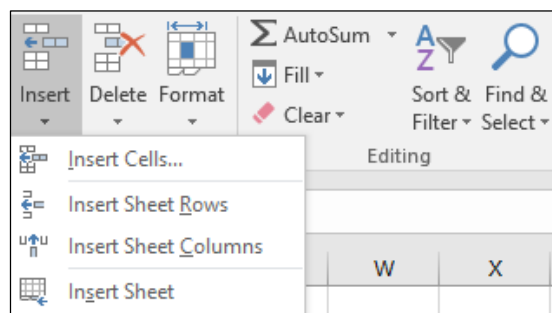 AutoSum
Fill
Insert Delete Format
Clear
Sort & Find &
Filter Select
Editing
Insert Cells...
Insert Sheet Rows
Insert Sheet Columns
Insert Sheet
W X